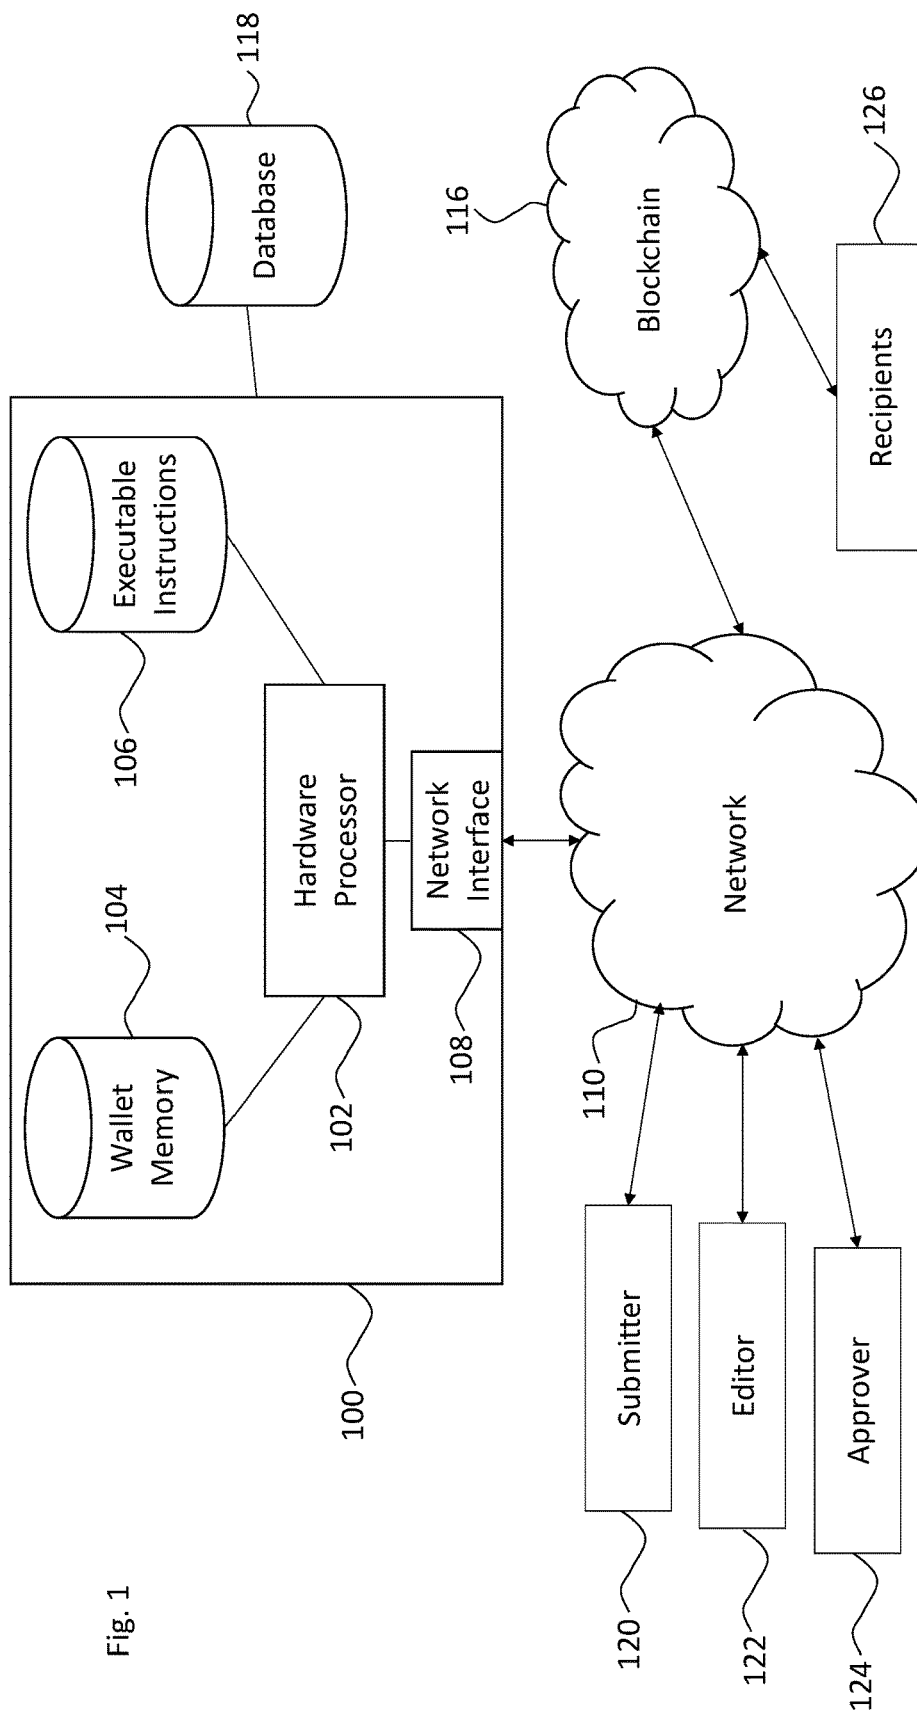 Fig. 1
100
Wallet
Memory
104
Executable
Instructions
106
Hardware
Processor
102
Network
Interface
108
Database
118
110
Network
116
Blockchain
Submitter
120
Editor
122
Approver
124
Recipients
126